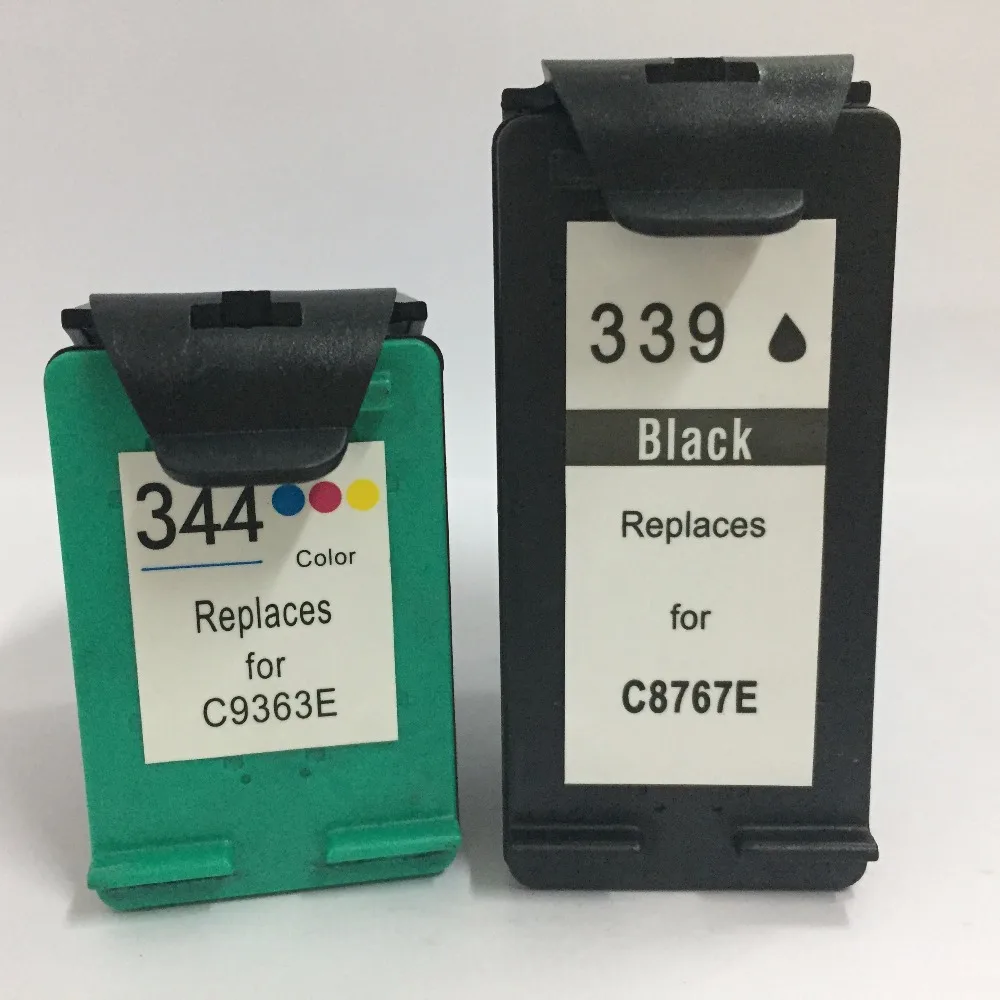 344
Color
Replaces
for
C9363E
339
Black
Replaces
for
C8767E